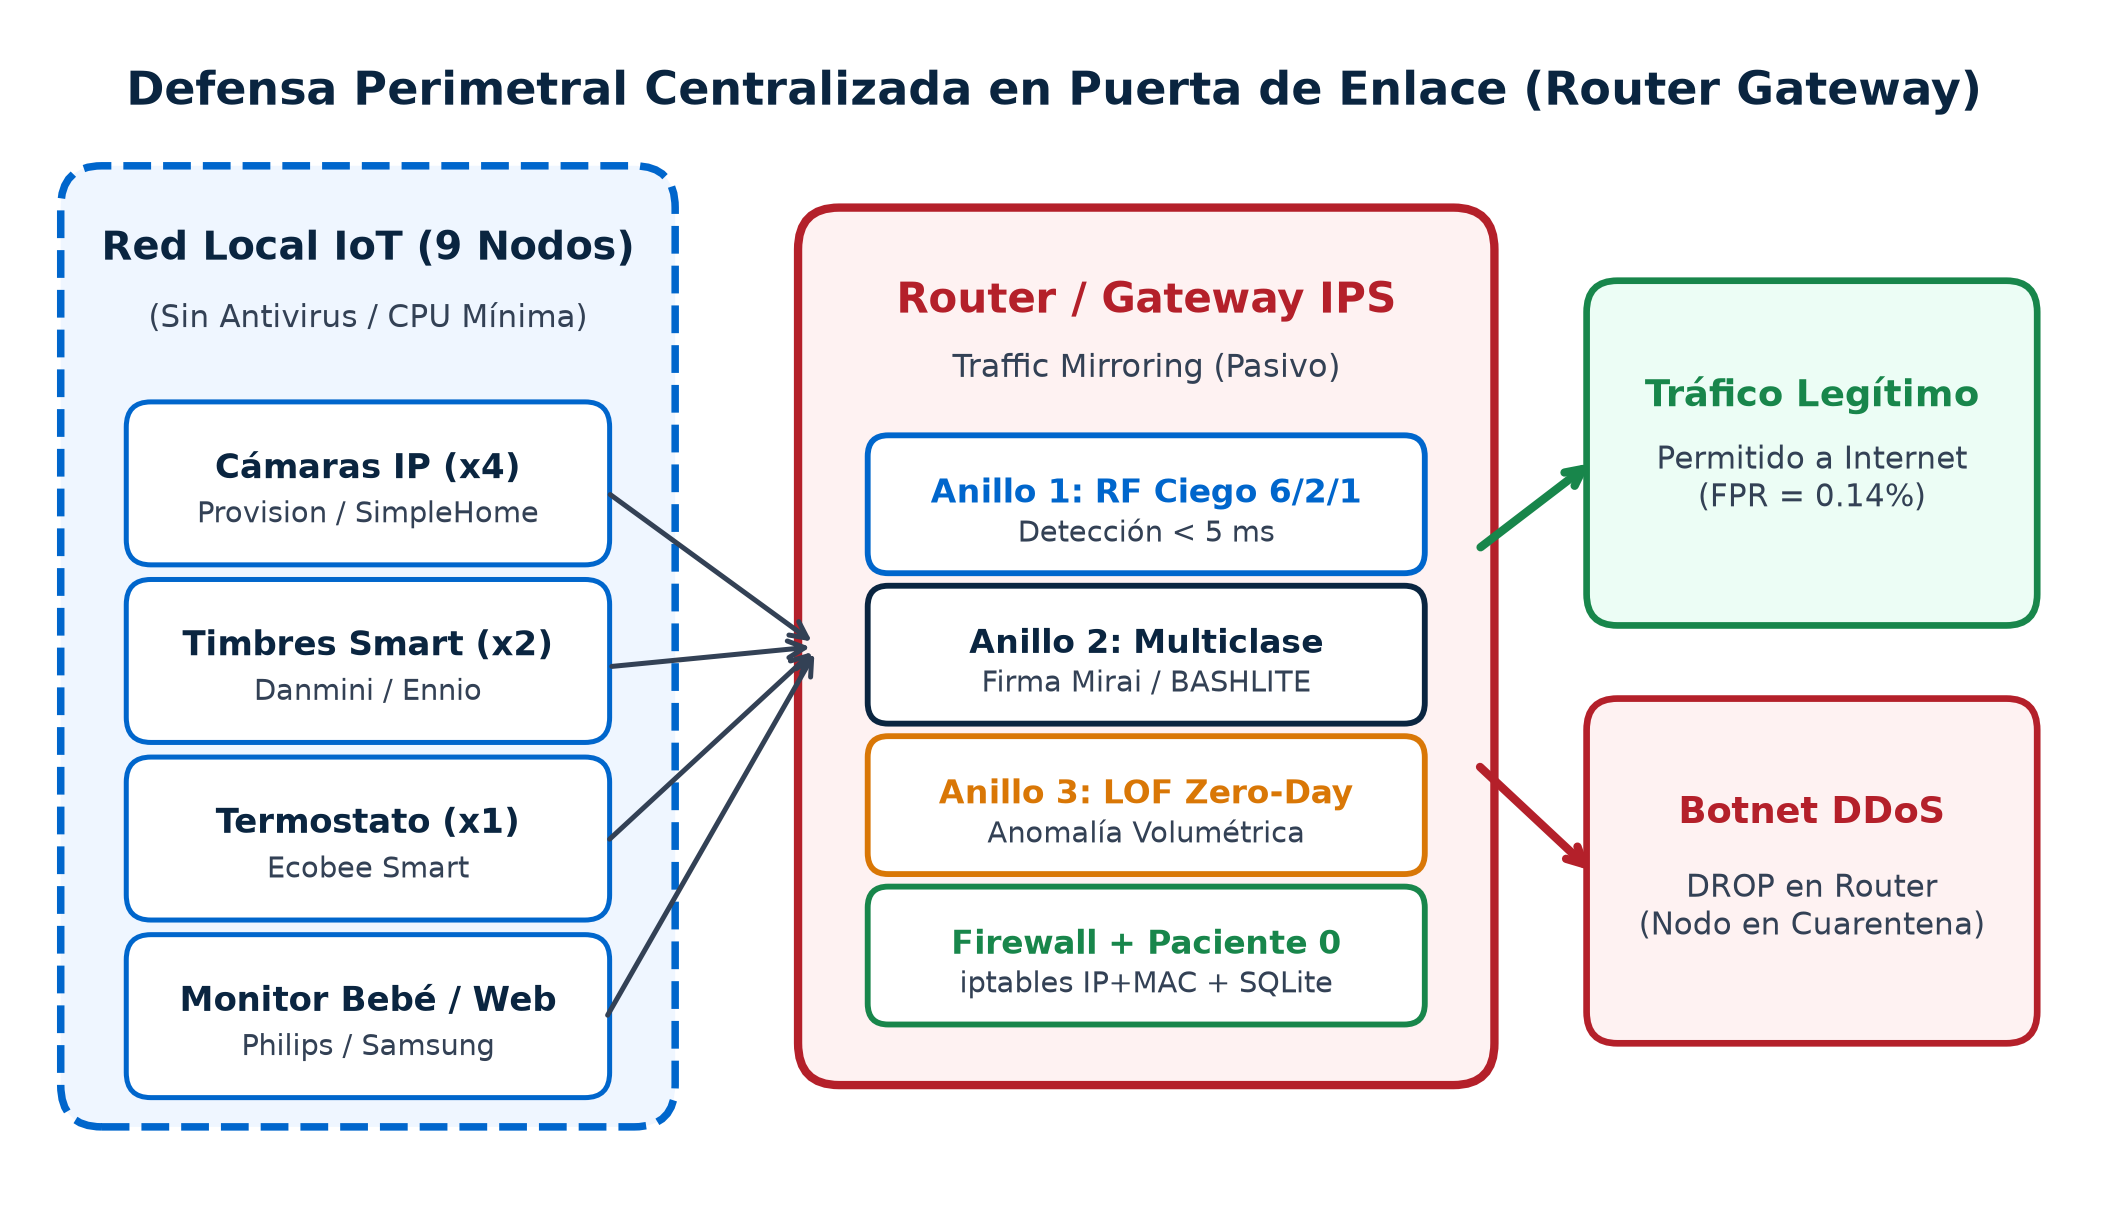 Defensa Perimetral Centralizada en Puerta de Enlace (Router Gateway)
Red Local IoT (9 Nodos)
(Sin Antivirus / CPU Mínima)
Cámaras IP (x4)
Provision / SimpleHome
Timbres Smart (x2)
Danmini / Ennio
Termostato (x1)
Ecobee Smart
Monitor Bebé / Web
Philips / Samsung
Router / Gateway IPS
Traffic Mirroring (Pasivo)
Anillo 1: RF Ciego 6/2/1
Detección < 5 ms
Anillo 2: Multiclase
Firma Mirai / BASHLITE
Anillo 3: LOF Zero-Day
Anomalía Volumétrica
Firewall + Paciente 0
iptables IP+MAC + SQLite
Tráfico Legítimo
Permitido a Internet
(FPR = 0.14%)
Botnet DDoS
DROP en Router
(Nodo en Cuarentena)